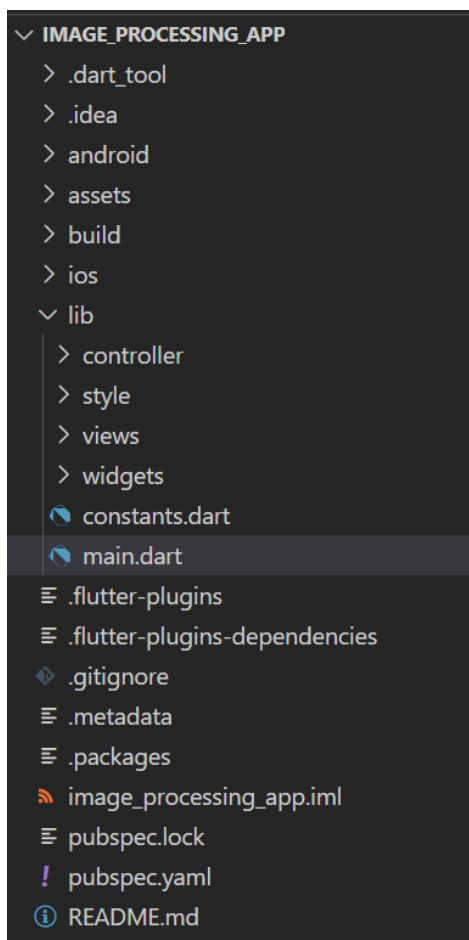 IMAGE_PROCESSING_APP
.dart_tool
.idea
android
assets
build
ios
lib
controller
style
views
widgets
constants.dart
main.dart
.flutter-plugins
.flutter-plugins-dependencies
.gitignore
.metadata
.packages
image_processing_app.iml
pubspec.lock
! pubspec.yaml
README.md